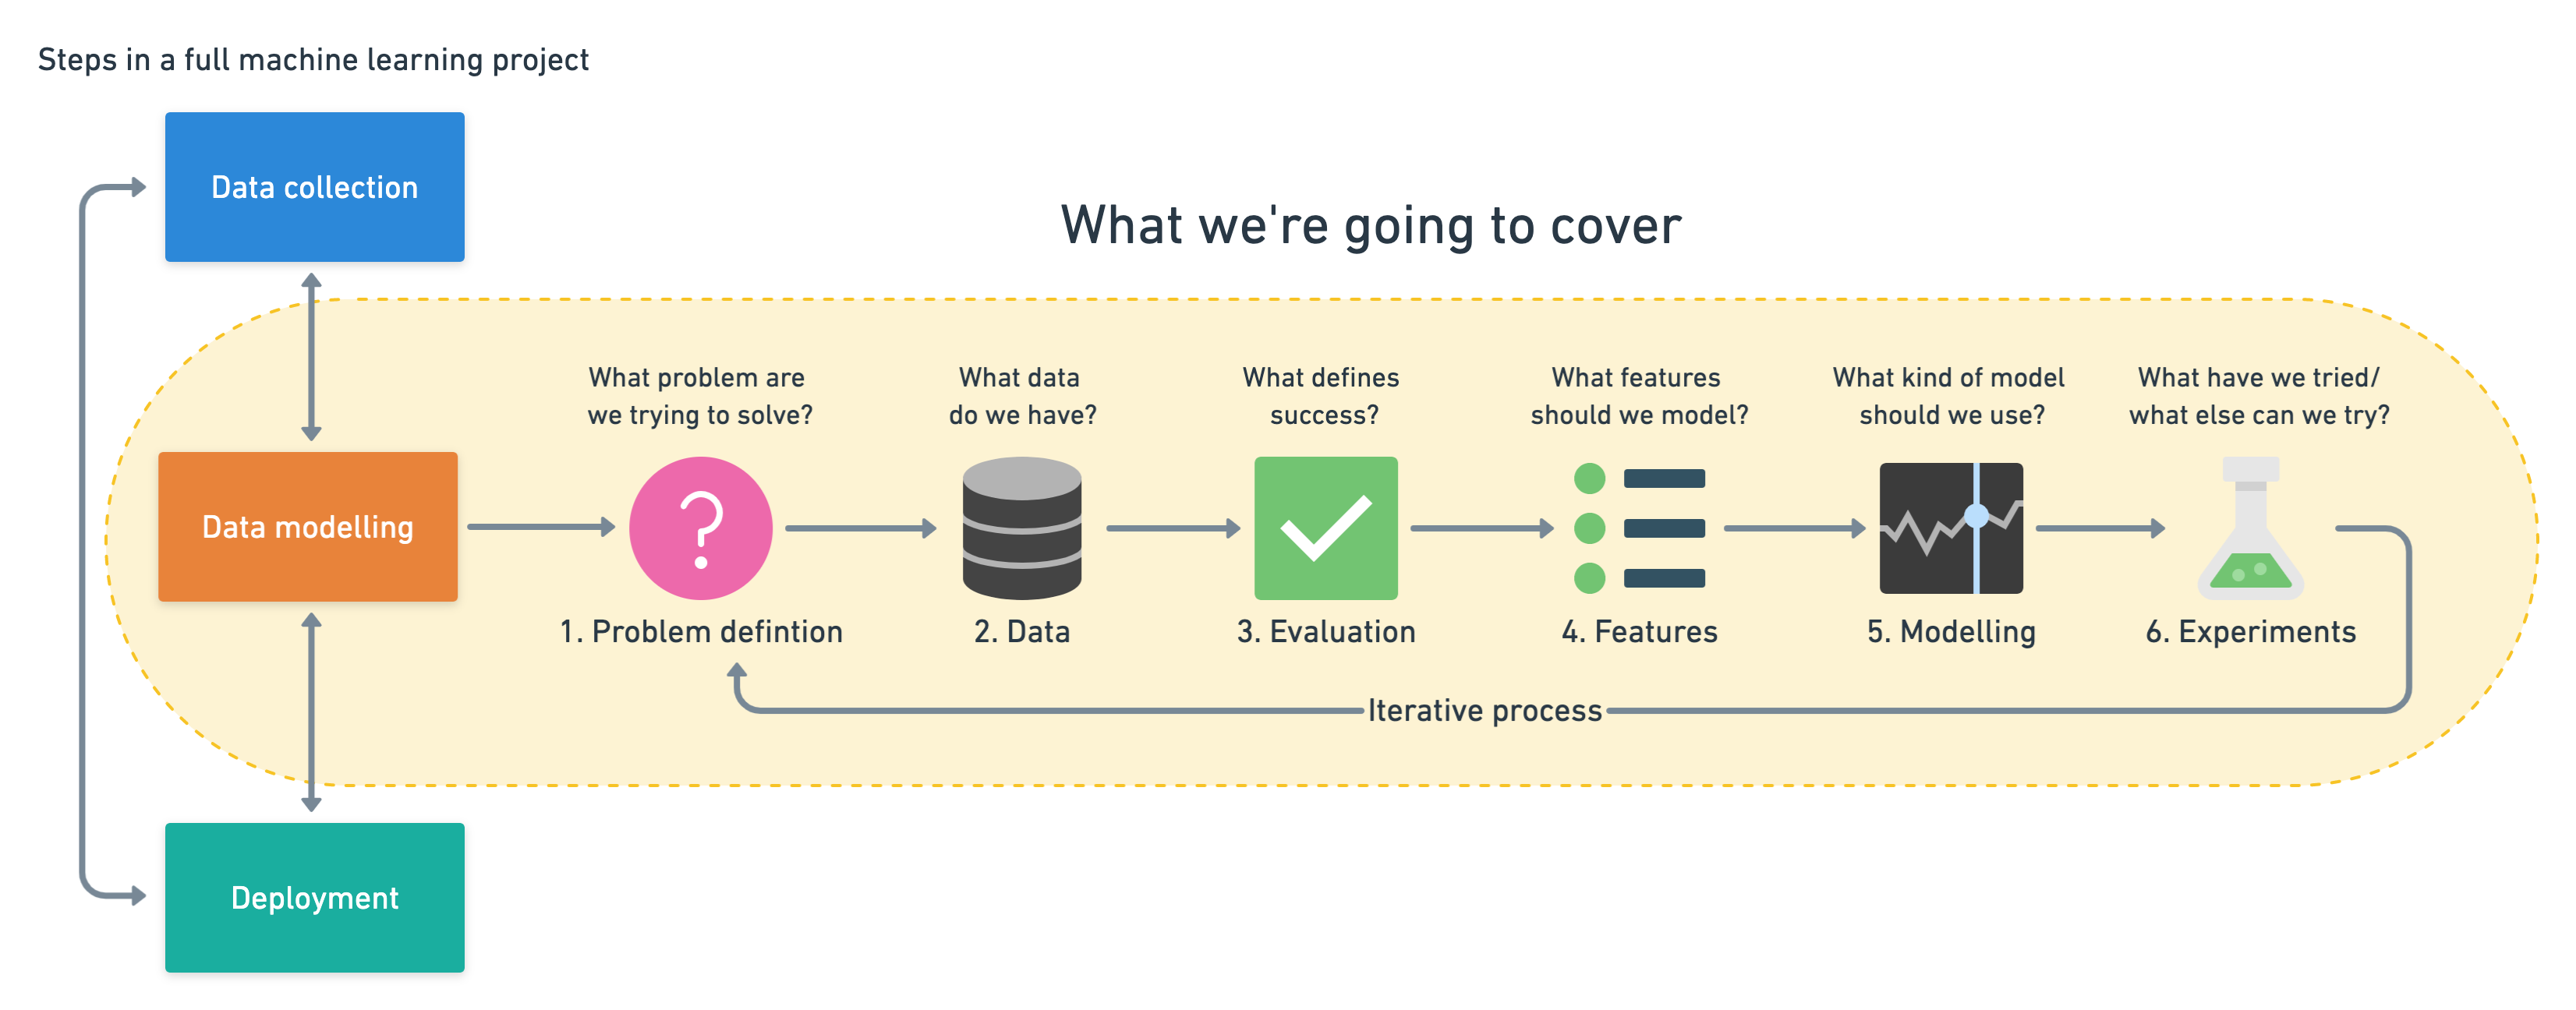 Steps in a full machine learning project
Data collection
What we're going to cover
Data modelling
What problem are
we trying to solve?
1. Problem defintion
What data
do we have?
2. Data
What defines
success?
3. Evaluation
What features
should we model?
4. Features
What kind of model
should we use?
5. Modelling
What have we tried/
what else can we try?
6. Experiments
Iterative process
Deployment